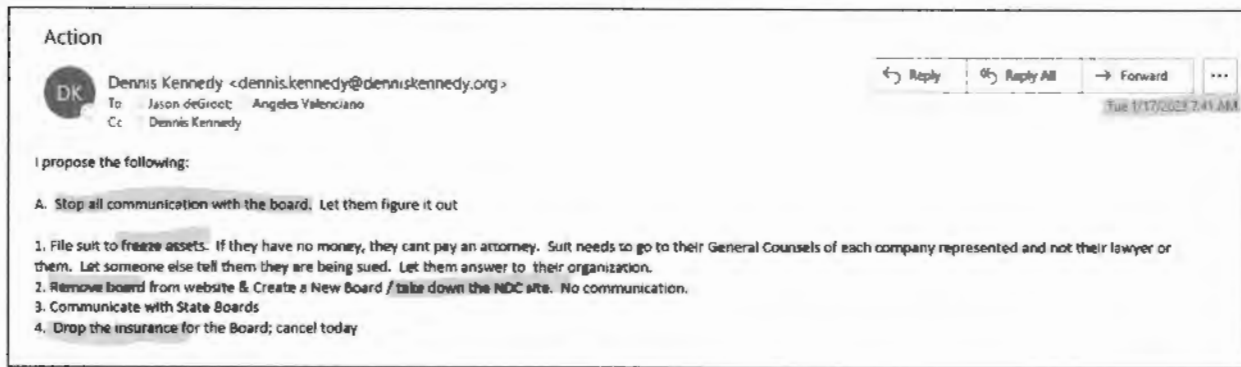 Action
Dennis Kennedy <dennis.kennedy@denniskennedy.org>
Reply
Reply All
Forward
...
DK
To Jason deGroot; Angeles Valenciano
Cc Dennis Kennedy
Tue 1/17/2023 7:41 AM
I propose the following:
A. Stop all communication with the board. Let them figure it out
1. File suit to freeze assets. If they have no money, they cant pay an attorney. Suit needs to go to their General Counsels of each company represented and not their lawyer or
them. Let someone else tell them they are being sued. Let them answer to their organization.
2. Remove board from website & Create a New Board / take down the NDC site. No communication.
3. Communicate with State Boards
4. Drop the insurance for the Board; cancel today